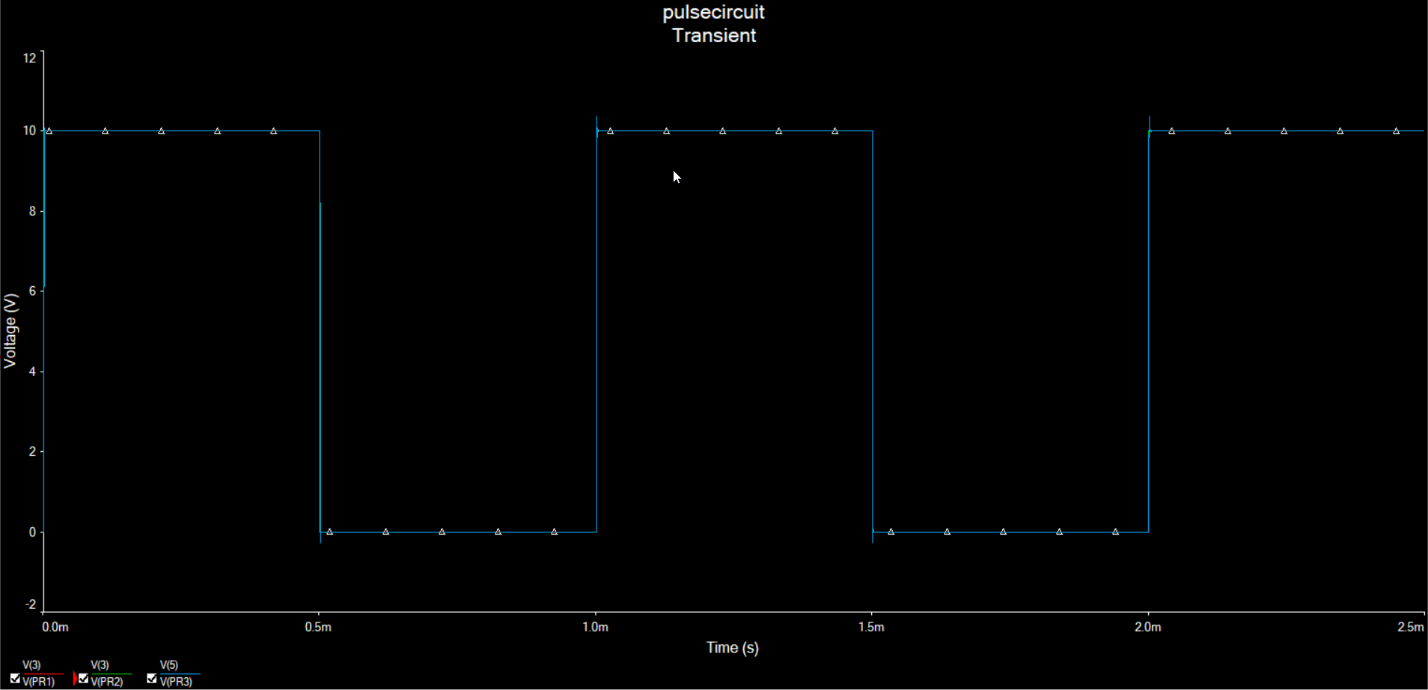 pulsecircuit
Transient
12
10
8
6
4
2
0
-2
Voltage (V)
0.0m 0.5m 1.0m 1.5m 2.0m 2.5m
Time (s)
V(3) V(3) V(5)
V(PR1) V(PR2) V(PR3)